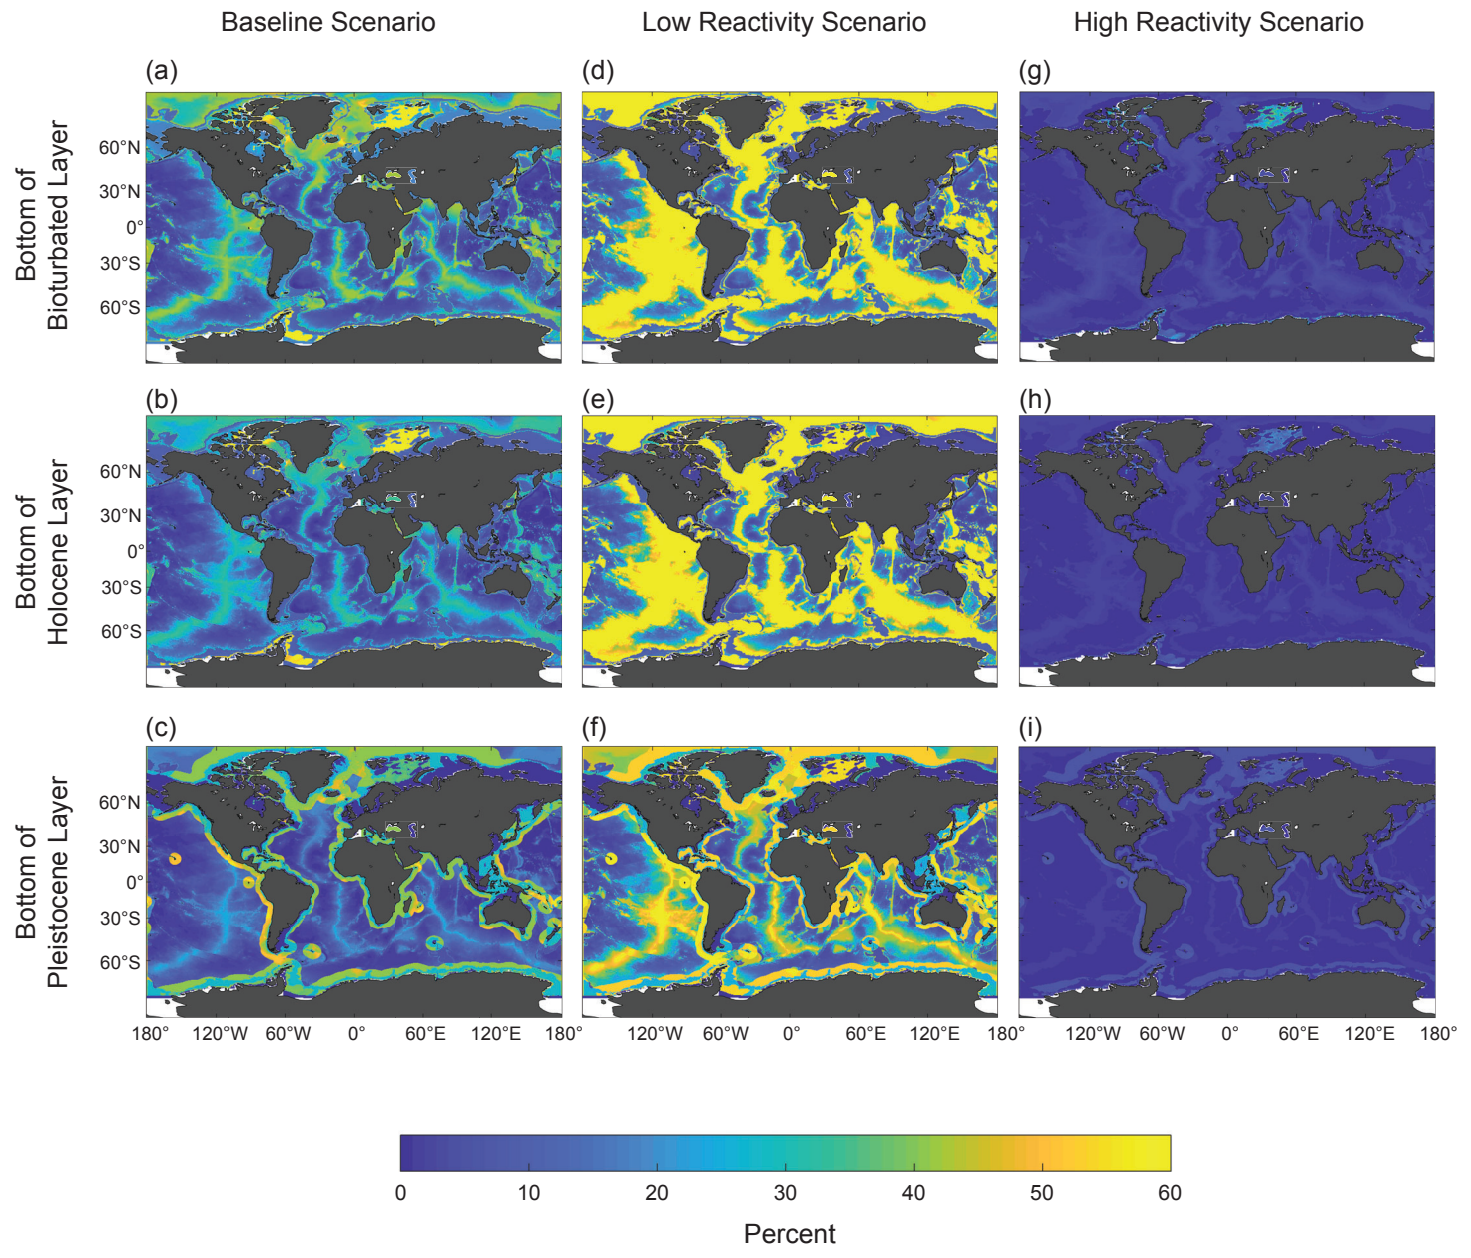 Baseline Scenario
Low Reactivity Scenario
High Reactivity Scenario
(a)
(d)
(g)
Bottom of
Bioturbated Layer
60°N
30°N
0°
30°S
60°S
(b)
(e)
(h)
Bottom of
Holocene Layer
60°N
30°N
0°
30°S
60°S
(c)
(f)
(i)
Bottom of
Pleistocene Layer
60°N
30°N
0°
30°S
60°S
180° 120°W 60°W 0° 60°E 120°E 180°
120°W 60°W 0° 60°E 120°E 180°
120°W 60°W 0° 60°E 120°E 180°
0 10 20 30 40 50 60
Percent